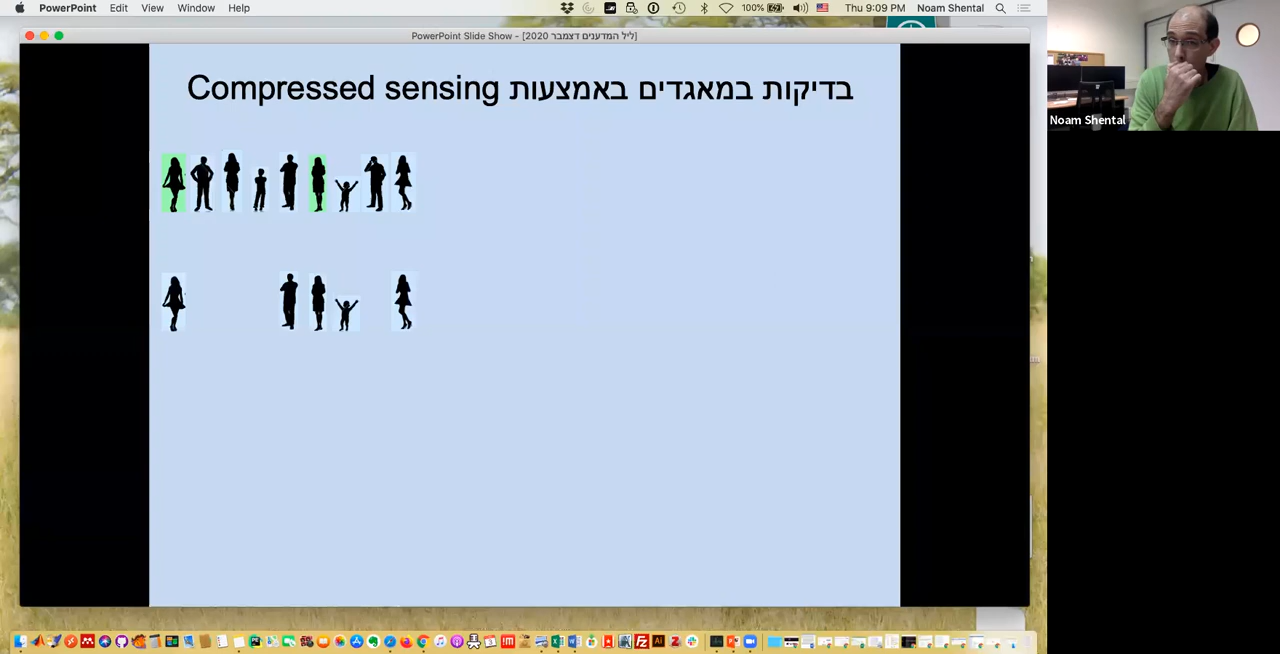 PowerPoint Edit View Window Help 100% Thu 9:09 PM Noam Shental
PowerPoint Slide Show - [ליל המדענים דצמבר 2020]
בדיקות במאגדים באמצעות Compressed sensing
Noam Shental